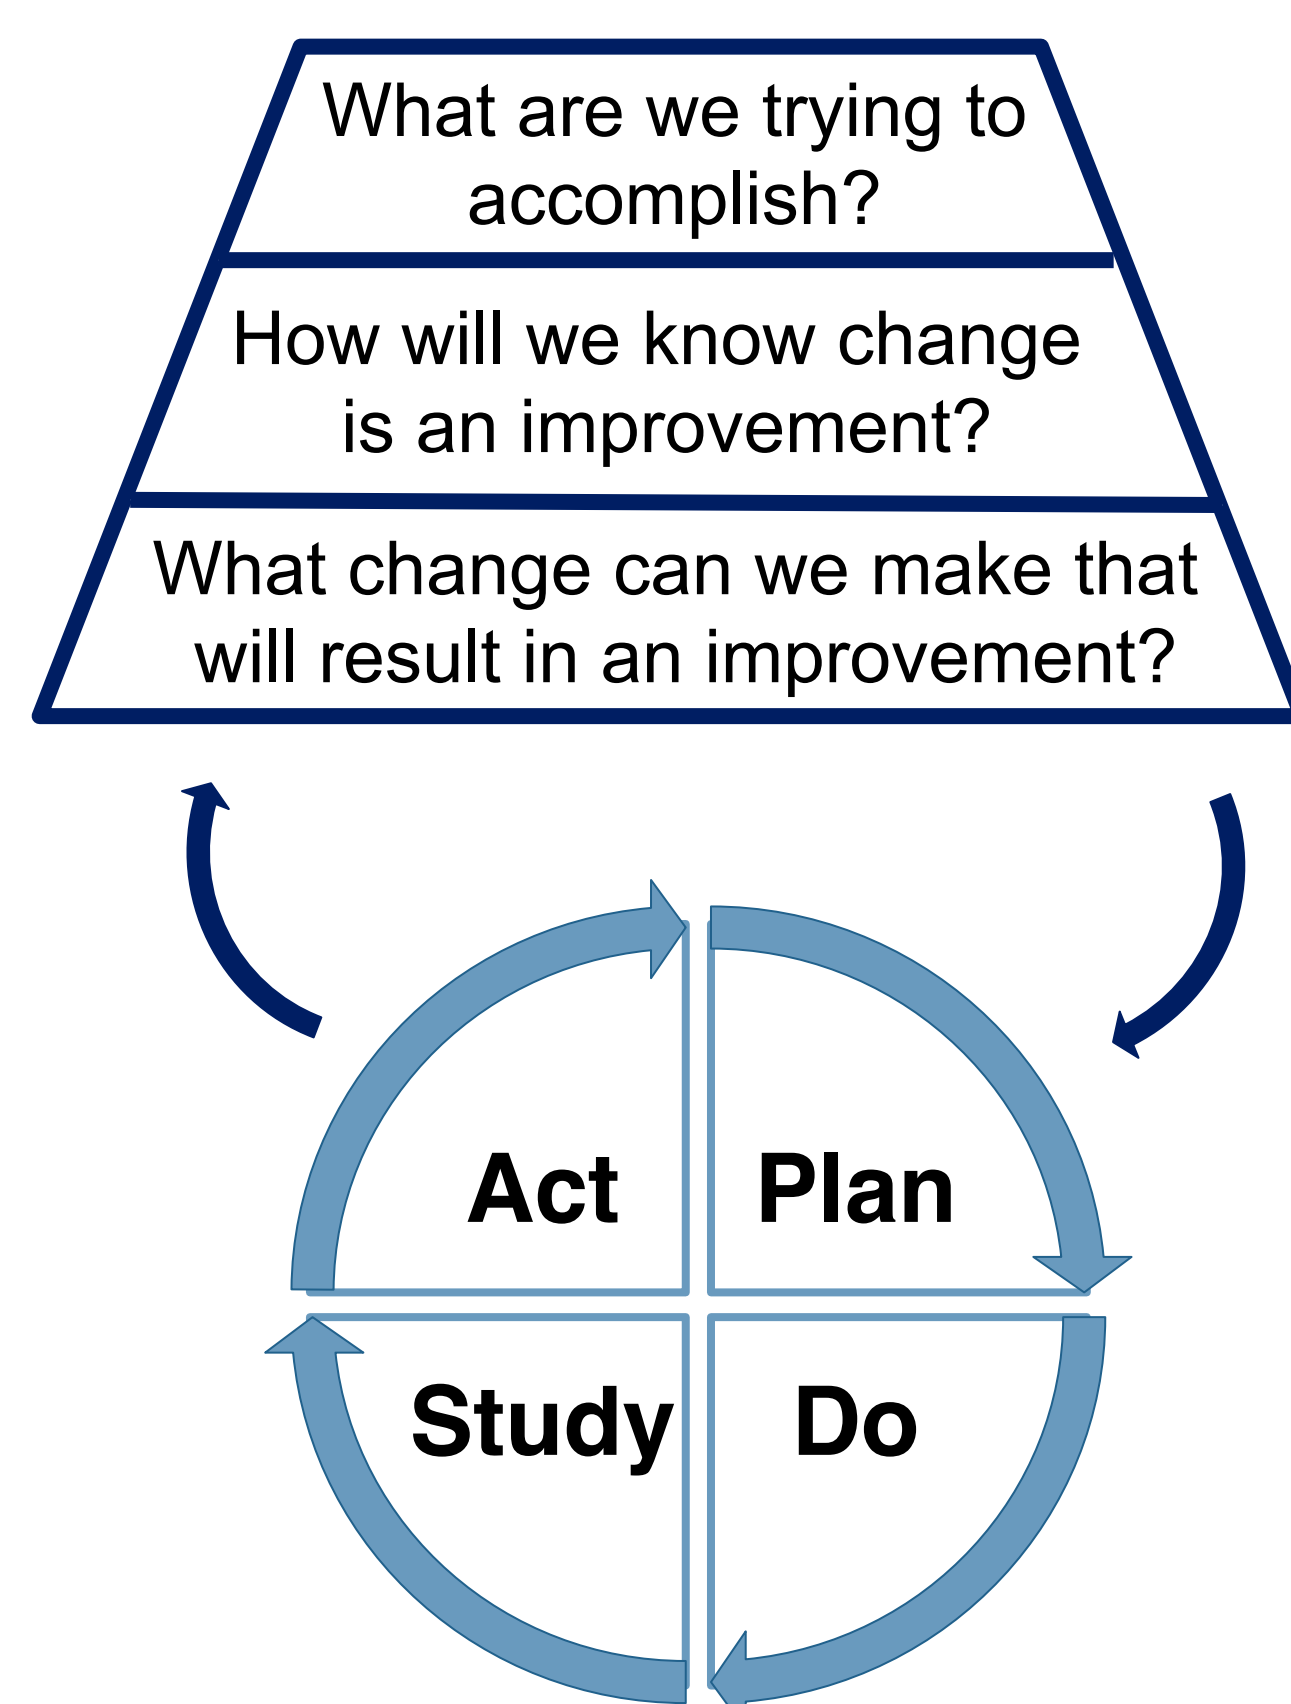 What are we trying to
accomplish?
How will we know change
is an improvement?
What change can we make that
will result in an improvement?
Act
Plan
Study
Do